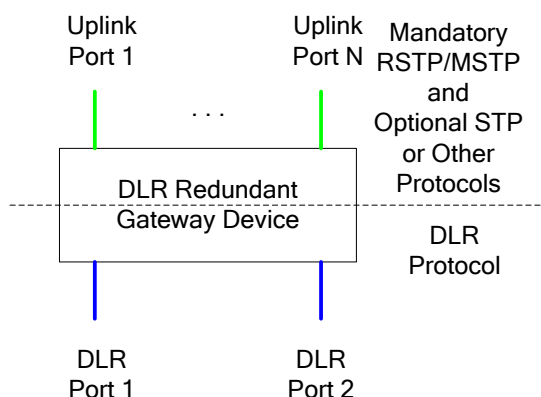 Uplink
Port 1
Uplink
Port N
. . .
Mandatory
RSTP/MSTP
and
Optional STP
or Other
Protocols
DLR Redundant
Gateway Device
DLR
Protocol
DLR
Port 1
DLR
Port 2